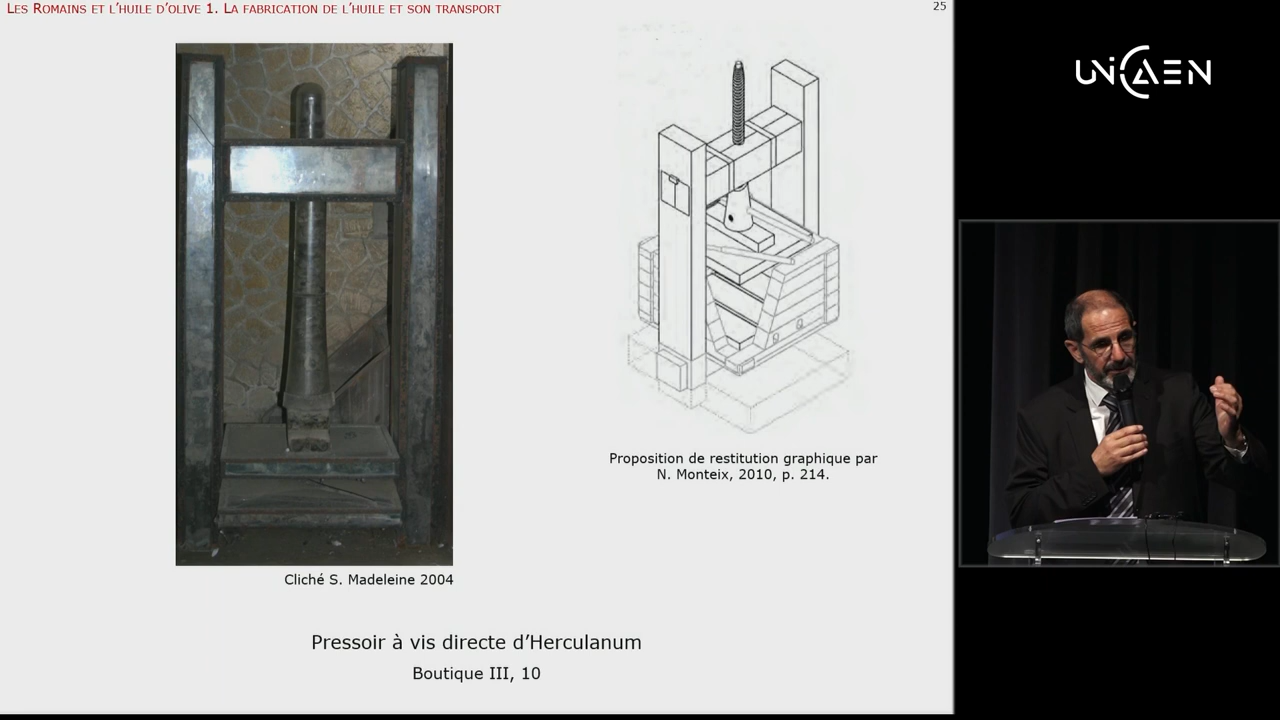 Les Romains et l'huile d'olive 1. La fabrication de l'huile et son transport
25
UNICAEN
Proposition de restitution graphique par
N. Monteix, 2010, p. 214.
Cliché S. Madeleine 2004
Pressoir à vis directe d'Herculanum
Boutique III, 10